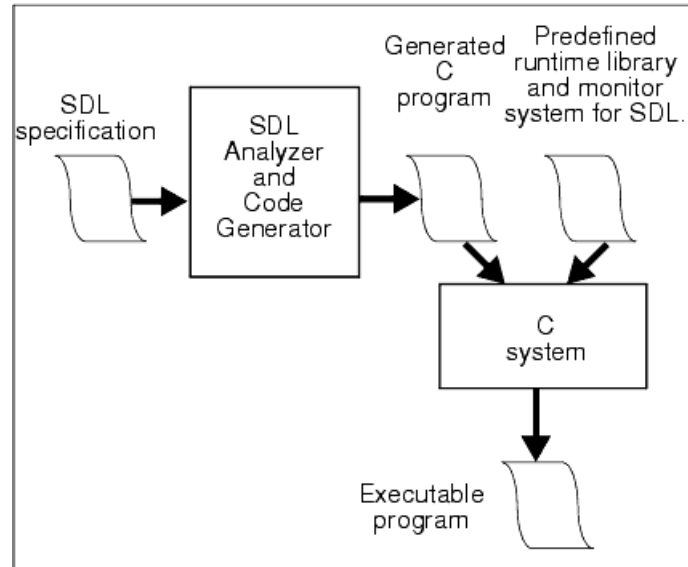 SDL
specification
SDL
Analyzer
and
Code
Generator
Generated
C
program
Predefined
runtime library
and monitor
system for SDL.
C
system
Executable
program